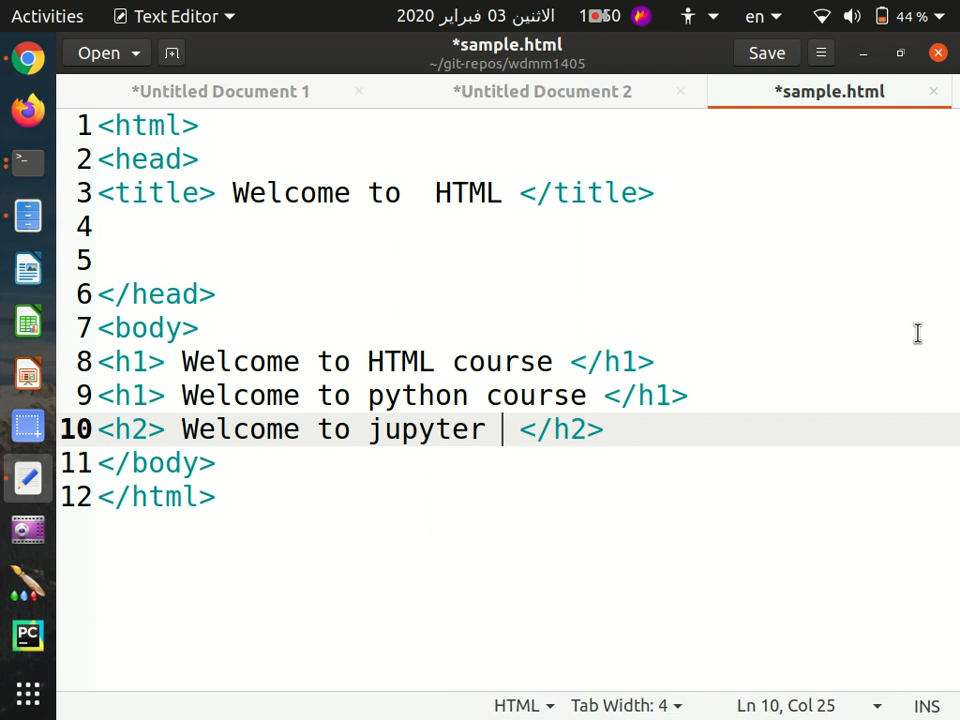 Activities Text Editor الاثنين 03 فبراير 2020 en 44 %
Open *sample.html Save
~/git-repos/wdmm1405
*Untitled Document 1 × *Untitled Document 2 × *sample.html ×
1 <html>
2 <head>
3 <title> Welcome to  HTML </title>
4
5
6 </head>
7 <body>
8 <h1> Welcome to HTML course </h1>
9 <h1> Welcome to python course </h1>
10 <h2> Welcome to jupyter  </h2>
11 </body>
12 </html>
PC
HTML Tab Width: 4 Ln 10, Col 25 INS